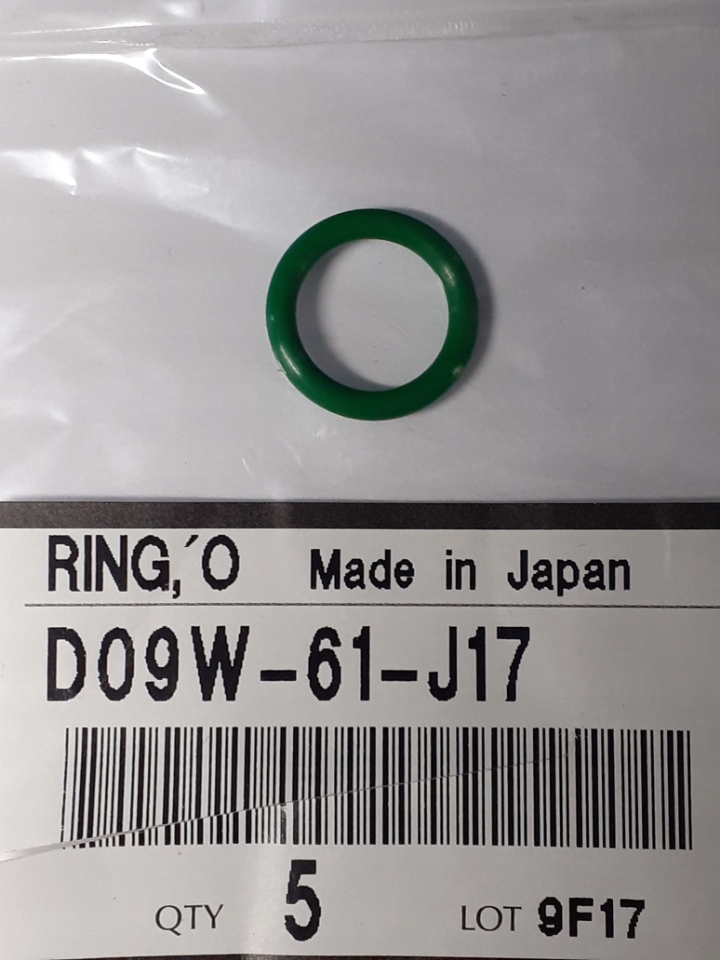 RING,´O Made in Japan
D09W-61-J17
QTY 5 LOT 9F17